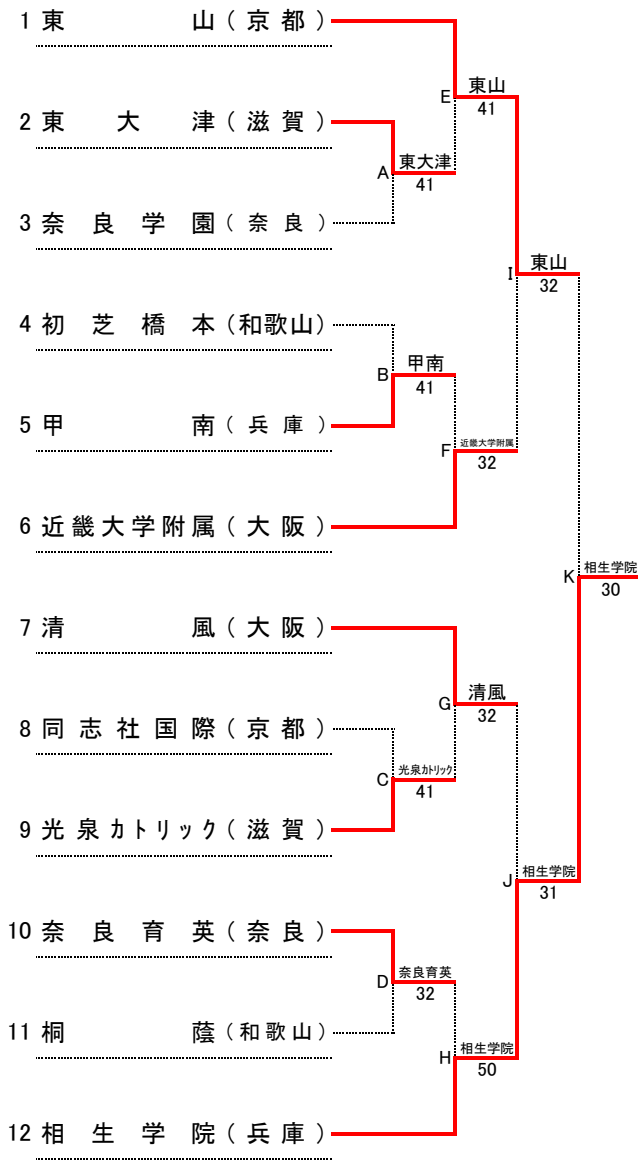 1 東山(京都)
E 東山
41
2 東大津(滋賀)
A 東大津
41
3 奈良学園(奈良)
I 東山
32
4 初芝橋本(和歌山)
B 甲南
41
5 甲南(兵庫)
F 近畿大学附属
32
6 近畿大学附属(大阪)
K 相生学院
30
7 清風(大阪)
G 清風
32
8 同志社国際(京都)
C 光泉カトリック
41
9 光泉カトリック(滋賀)
J 相生学院
31
10 奈良育英(奈良)
D 奈良育英
32
11 桐蔭(和歌山)
H 相生学院
50
12 相生学院(兵庫)